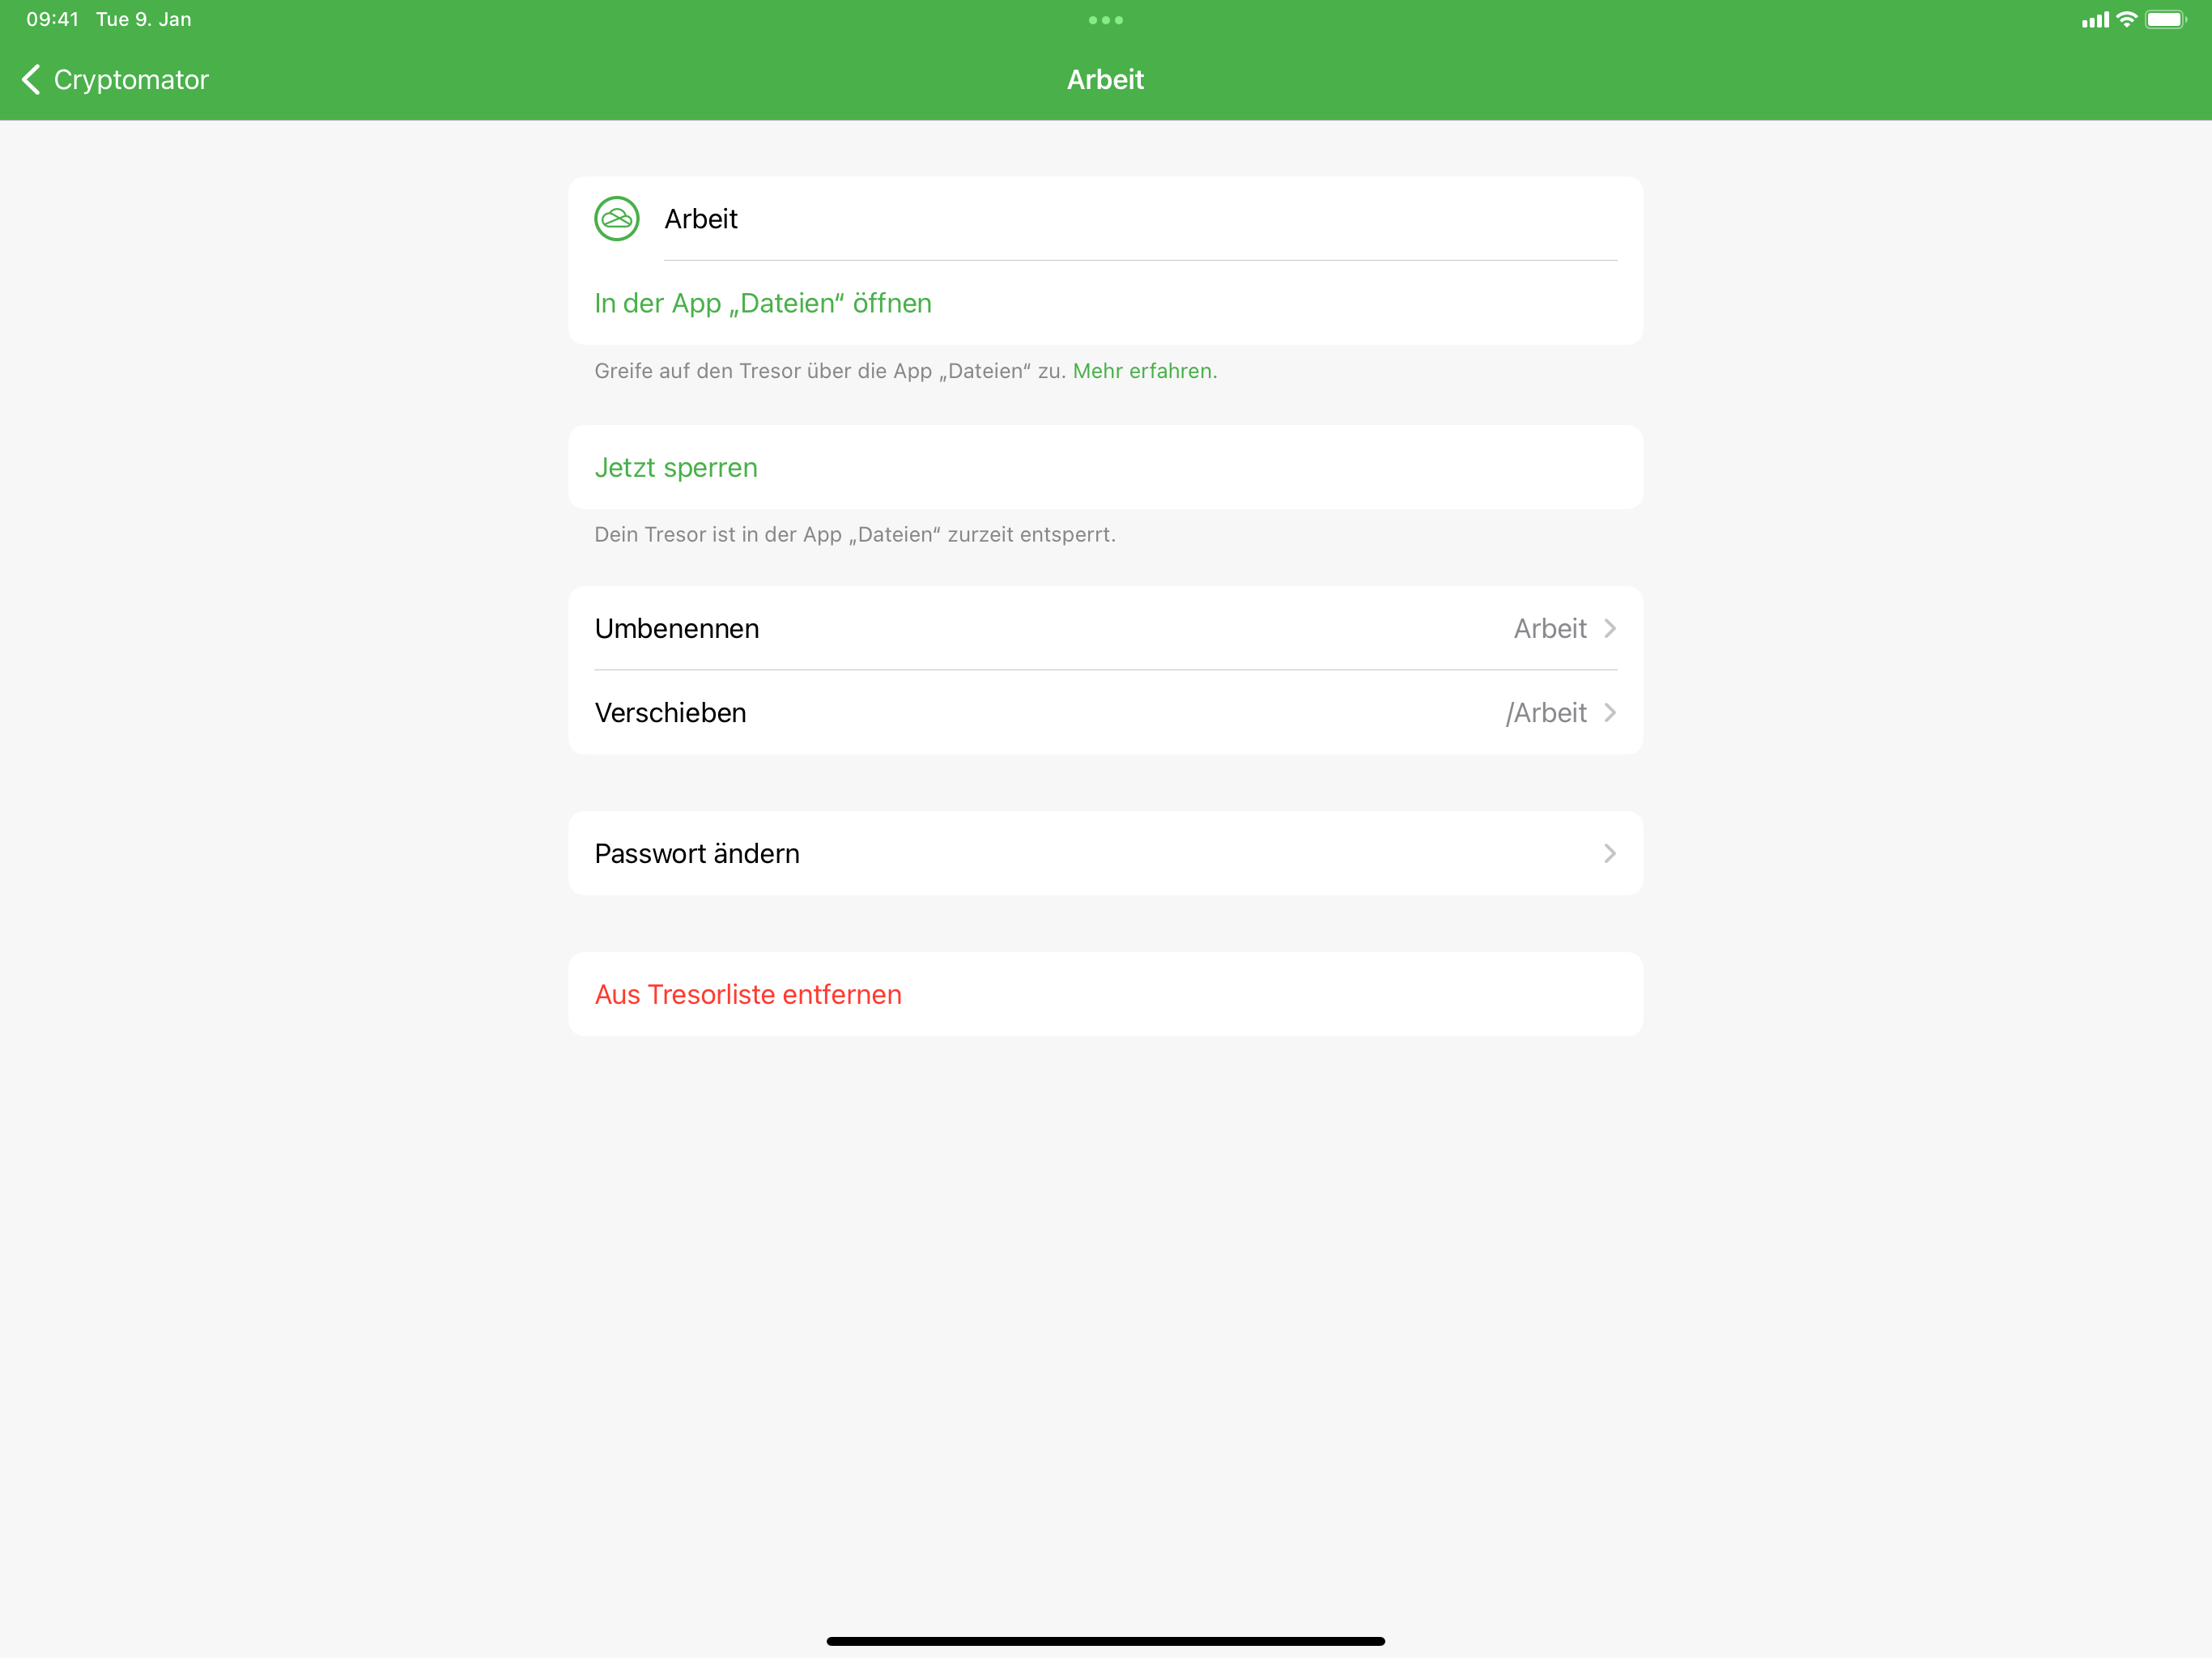 09:41 Tue 9. Jan
Cryptomator
Arbeit
Arbeit
In der App „Dateien“ öffnen
Greife auf den Tresor über die App „Dateien“ zu. Mehr erfahren.
Jetzt sperren
Dein Tresor ist in der App „Dateien“ zurzeit entsperrt.
Umbenennen Arbeit
Verschieben /Arbeit
Passwort ändern
Aus Tresorliste entfernen